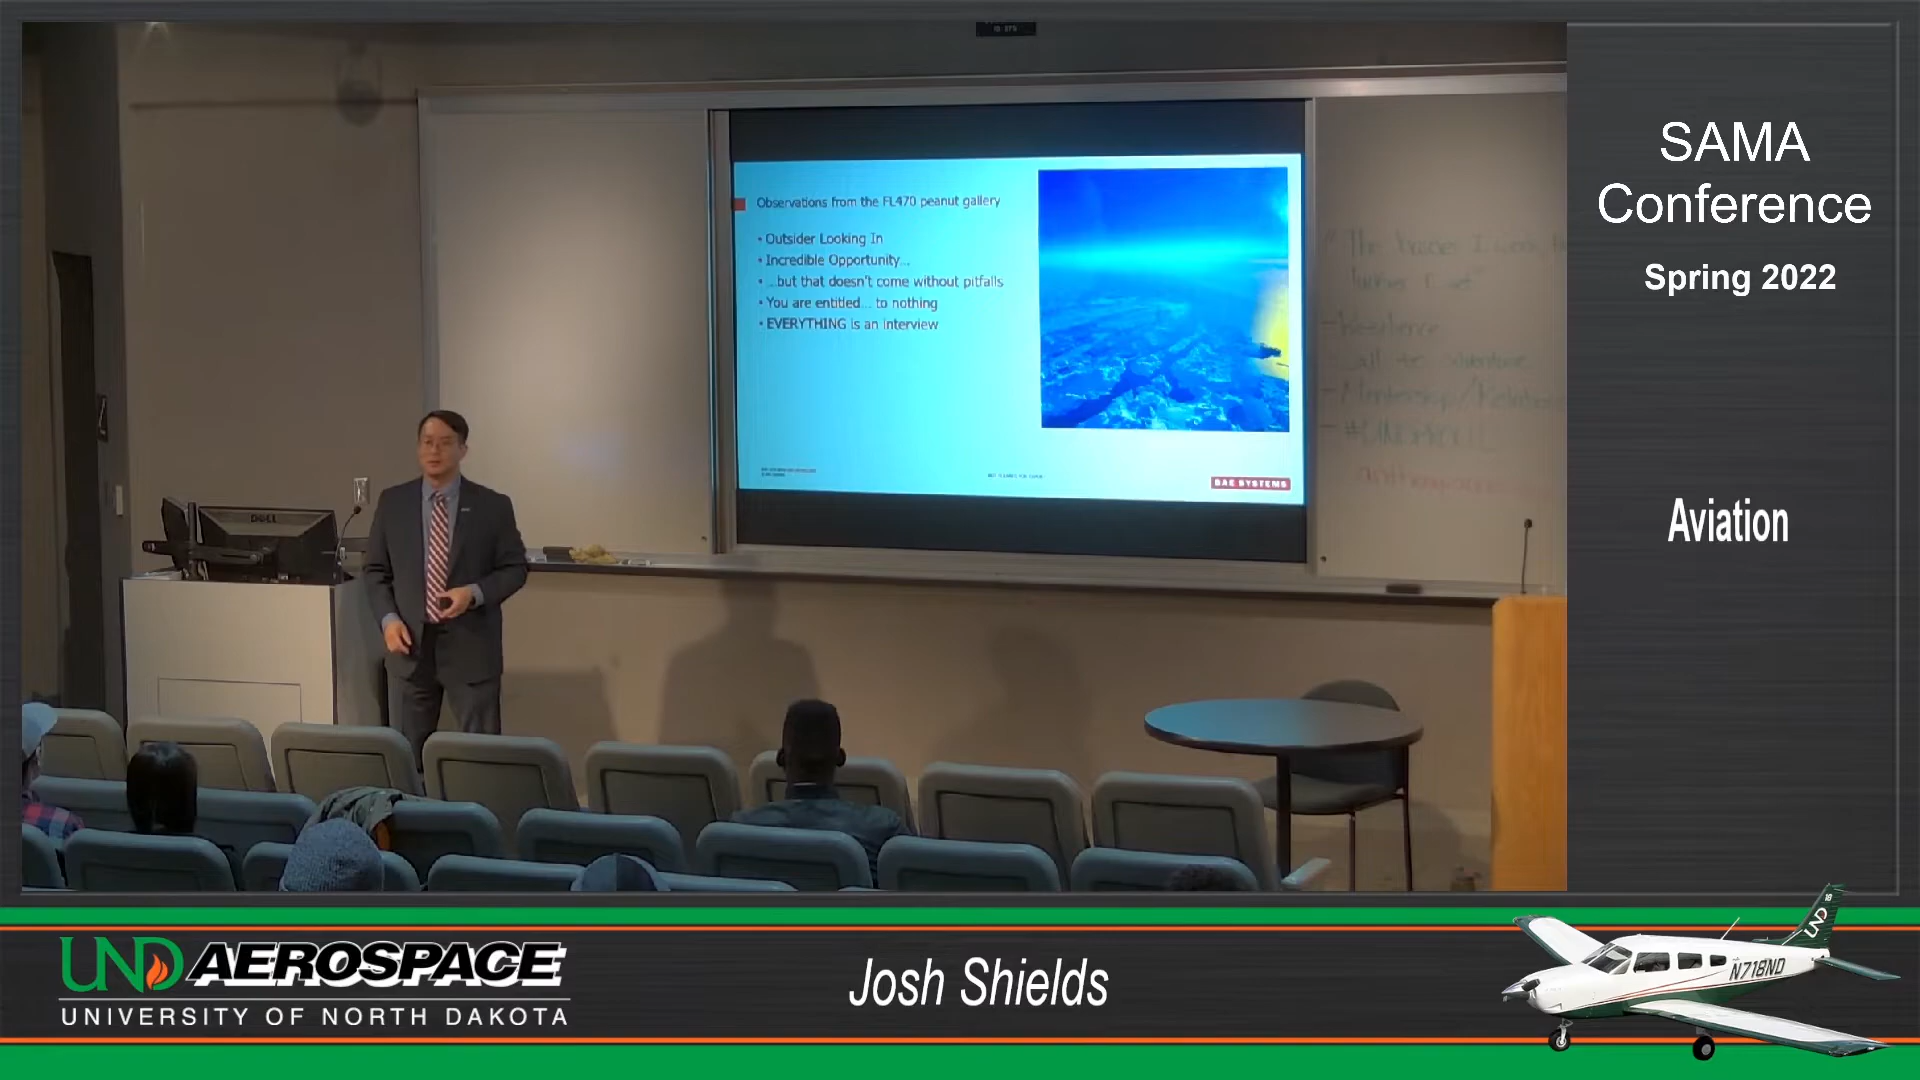 SAMA
Conference
Spring 2022
Aviation
Observations from the FL470 peanut gallery
• Outsider Looking In
• Incredible Opportunity...
• ...but that doesn't come without pitfalls
• You are entitled... to nothing
• EVERYTHING is an interview
BAE SYSTEMS
DELL
UND AEROSPACE
UNIVERSITY OF NORTH DAKOTA
Josh Shields
UND
N718ND